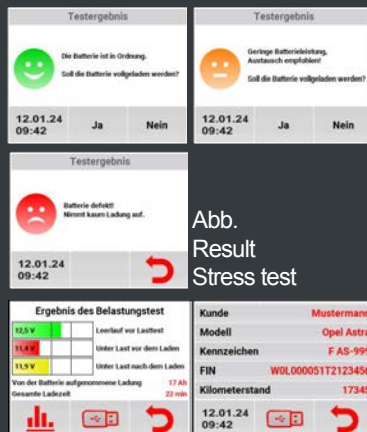 Testergebnis
Die Batterie ist in Ordnung.
Soll die Batterie vollgeladen werden?
12.01.24
09:42
Ja
Nein
Testergebnis
Geringe Batterieleistung,
Austausch empfohlen!
Soll die Batterie vollgeladen werden?
12.01.24
09:42
Ja
Nein
Testergebnis
Batterie defekt!
Nimmt kaum Ladung auf.
12.01.24
09:42
Abb.
Result
Stress test
Ergebnis des Belastungstest
12,5 V Leerlauf vor Lasttest
11,4 V Unter Last vor dem Laden
11,9 V Unter Last nach dem Laden
Von der Batterie aufgenommene Ladung 17 Ah
Gesamte Ladezeit 22 min
Kunde Mustermann
Modell Opel Astra
Kennzeichen F AS-999
FIN W0L000051T2123456
Kilometerstand 17345
12.01.24
09:42